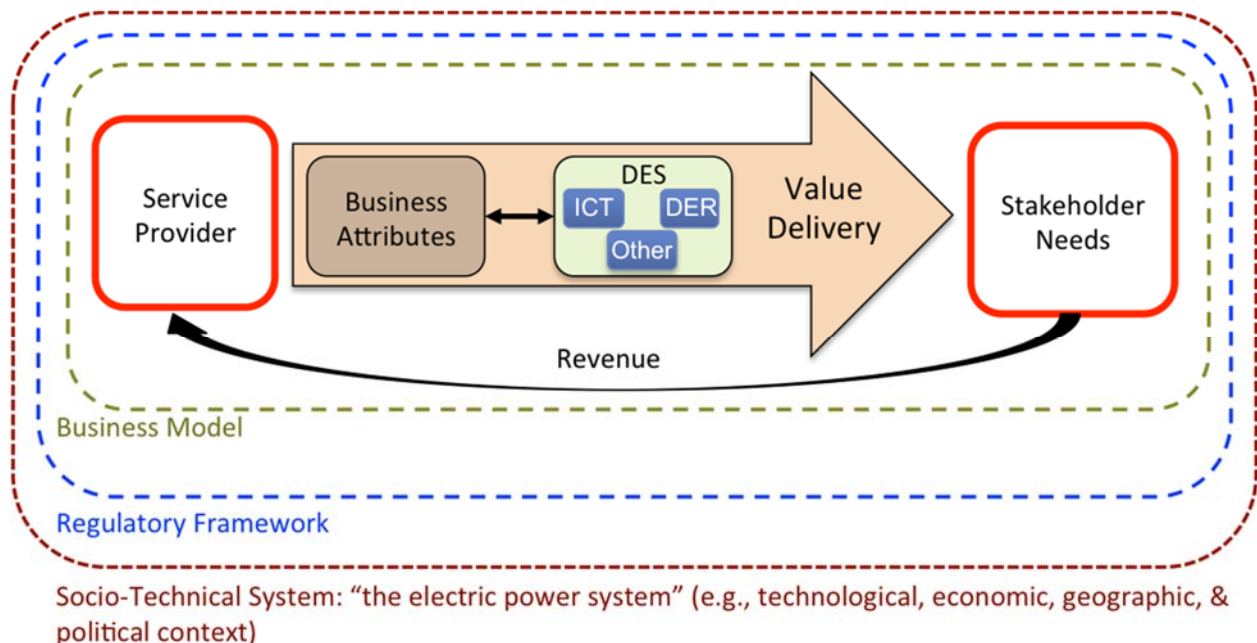 Service
Provider
Business
Attributes
DES
ICT
DER
Other
Value
Delivery
Stakeholder
Needs
Revenue
Business Model
Regulatory Framework
Socio-Technical System: “the electric power system” (e.g., technological, economic, geographic, &
political context)